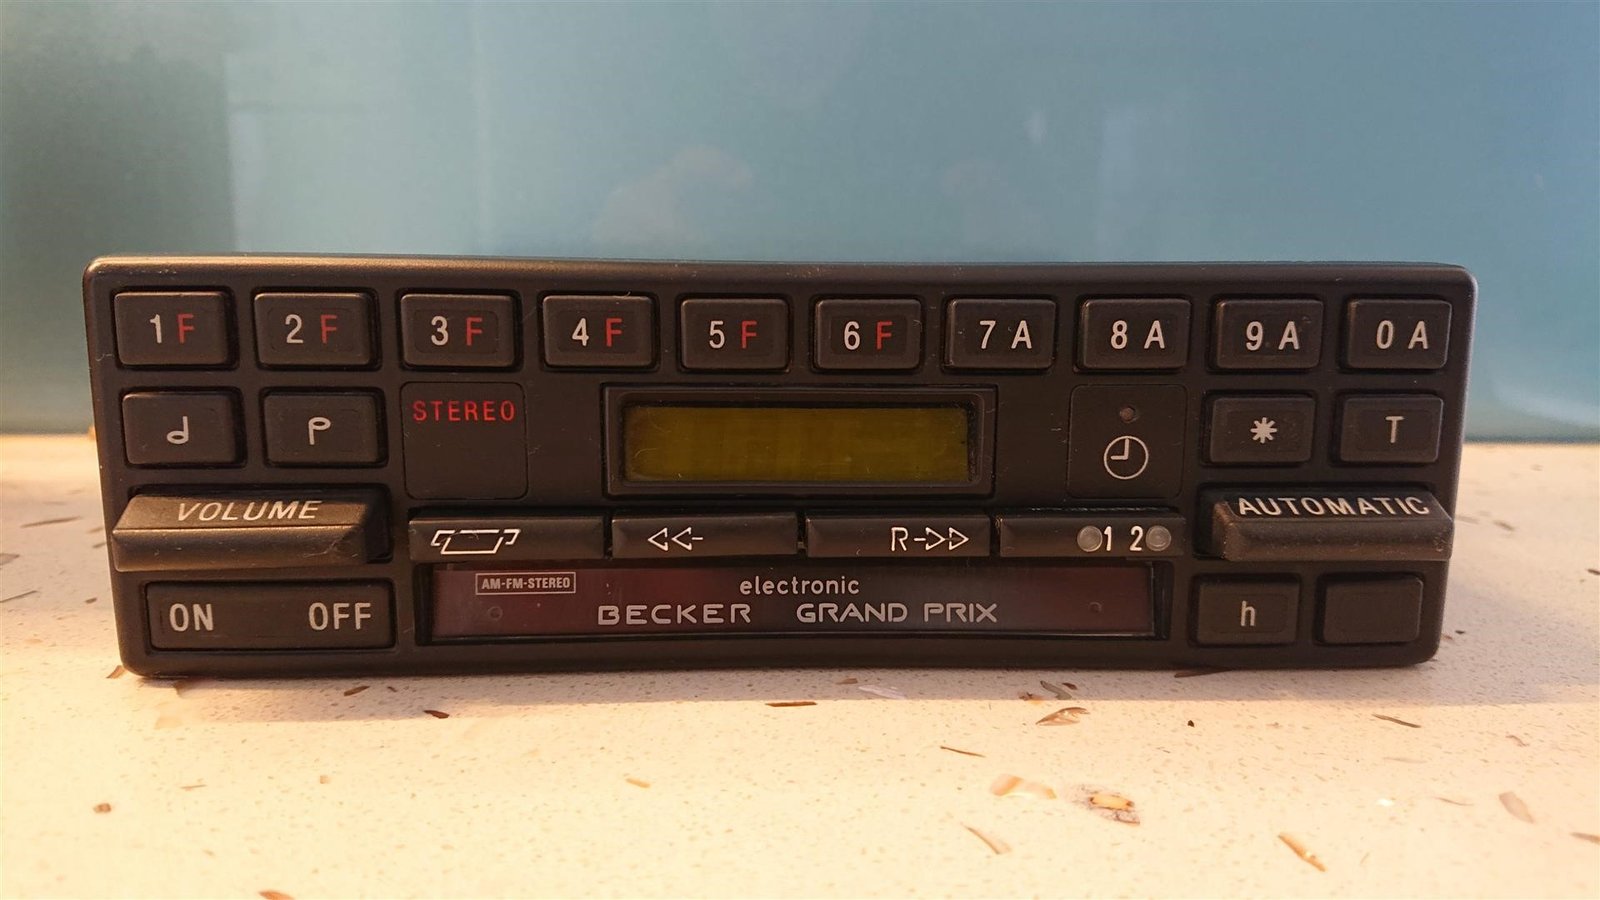 1 F 2 F 3 F 4 F 5 F 6 F 7 A 8 A 9 A 0 A
STEREO * T
VOLUME AUTOMATIC
R 1 2
AM-FM-STEREO electronic
ON OFF BECKER GRAND PRIX h